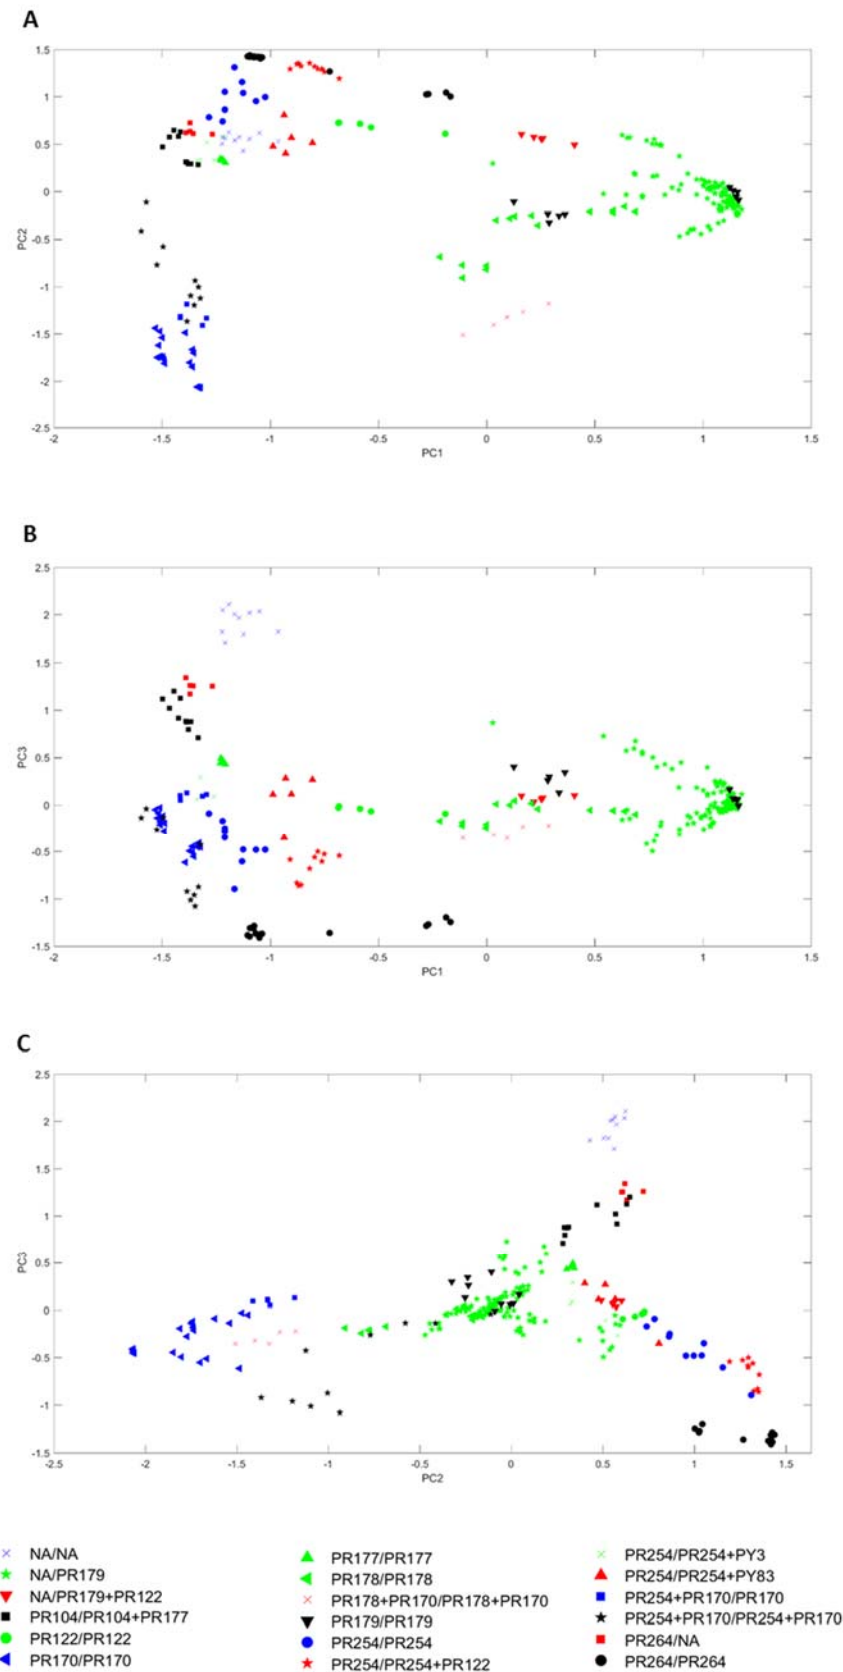 A
1.5
1
0.5
0
-0.5
-1
-1.5
-2
-2.5
PC2
-2 -1.5 -1 -0.5 0 0.5 1 1.5
PC1
B
2.5
2
1.5
1
0.5
0
-0.5
-1
-1.5
PC3
-2 -1.5 -1 -0.5 0 0.5 1 1.5
PC1
C
2.5
2
1.5
1
0.5
0
-0.5
-1
-1.5
PC3
-2.5 -2 -1.5 -1 -0.5 0 0.5 1 1.5
PC2
NA/NA
NA/PR179
NA/PR179+PR122
PR104/PR104+PR177
PR122/PR122
PR170/PR170
PR177/PR177
PR178/PR178
PR178+PR170/PR178+PR170
PR179/PR179
PR254/PR254
PR254/PR254+PR122
PR254/PR254+PY3
PR254/PR254+PY83
PR254+PR170/PR170
PR254+PR170/PR254+PR170
PR264/NA
PR264/PR264